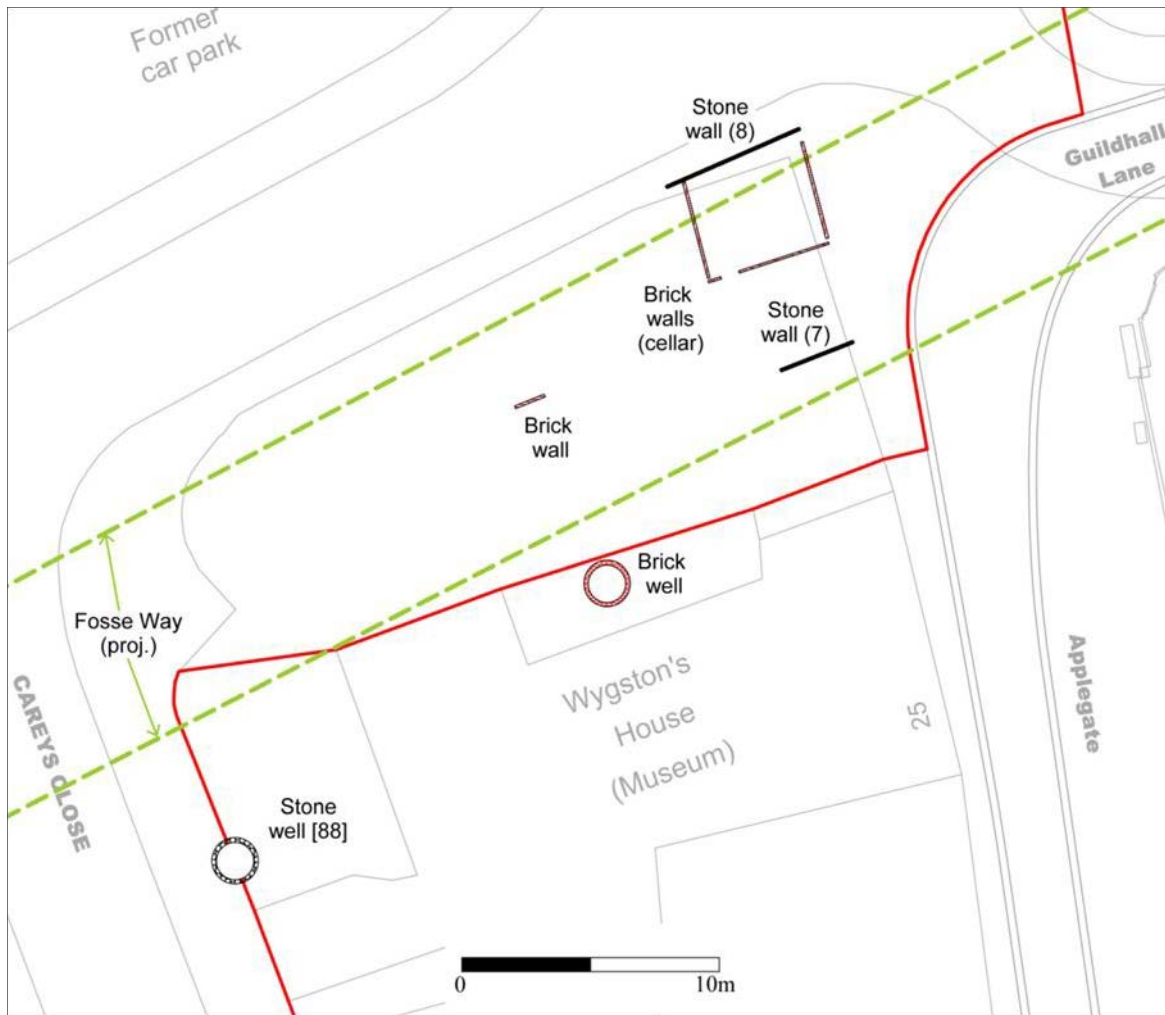 Former
car park
Stone
wall (8)
Guildhall
Lane
Brick
walls
(cellar)
Stone
wall (7)
Brick
wall
Brick
well
Fosse Way
(proj.)
CAREYS CLOSE
Wygston's
House
(Museum)
25
Applegate
Stone
well [88]
0
10m